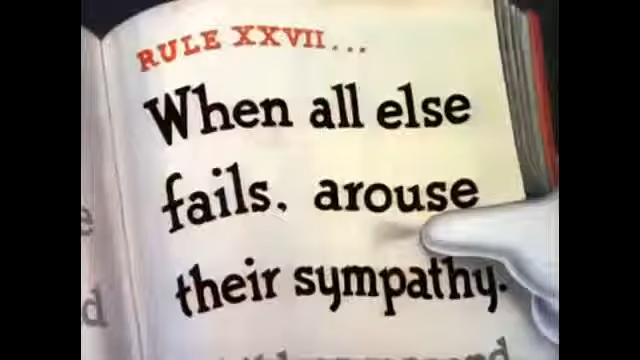 RULE XXVII...
When all else
fails, arouse
their sympathy.